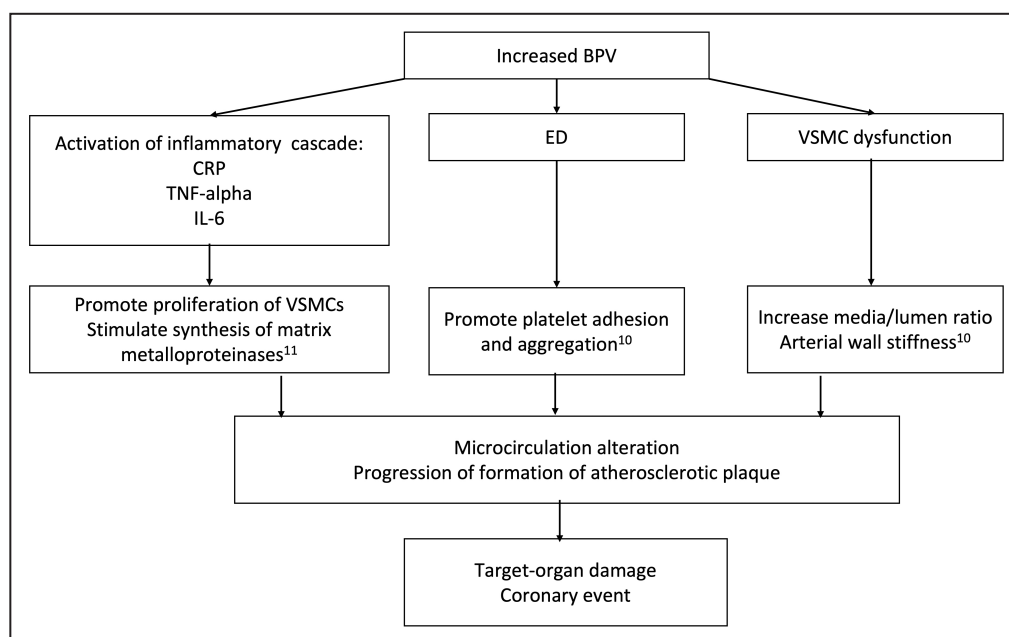 Increased BPV
Activation of inflammatory cascade:
CRP
TNF-alpha
IL-6
ED
VSMC dysfunction
Promote proliferation of VSMCs
Stimulate synthesis of matrix
metalloproteinases¹¹
Promote platelet adhesion
and aggregation¹⁰
Increase media/lumen ratio
Arterial wall stiffness¹⁰
Microcirculation alteration
Progression of formation of atherosclerotic plaque
Target-organ damage
Coronary event